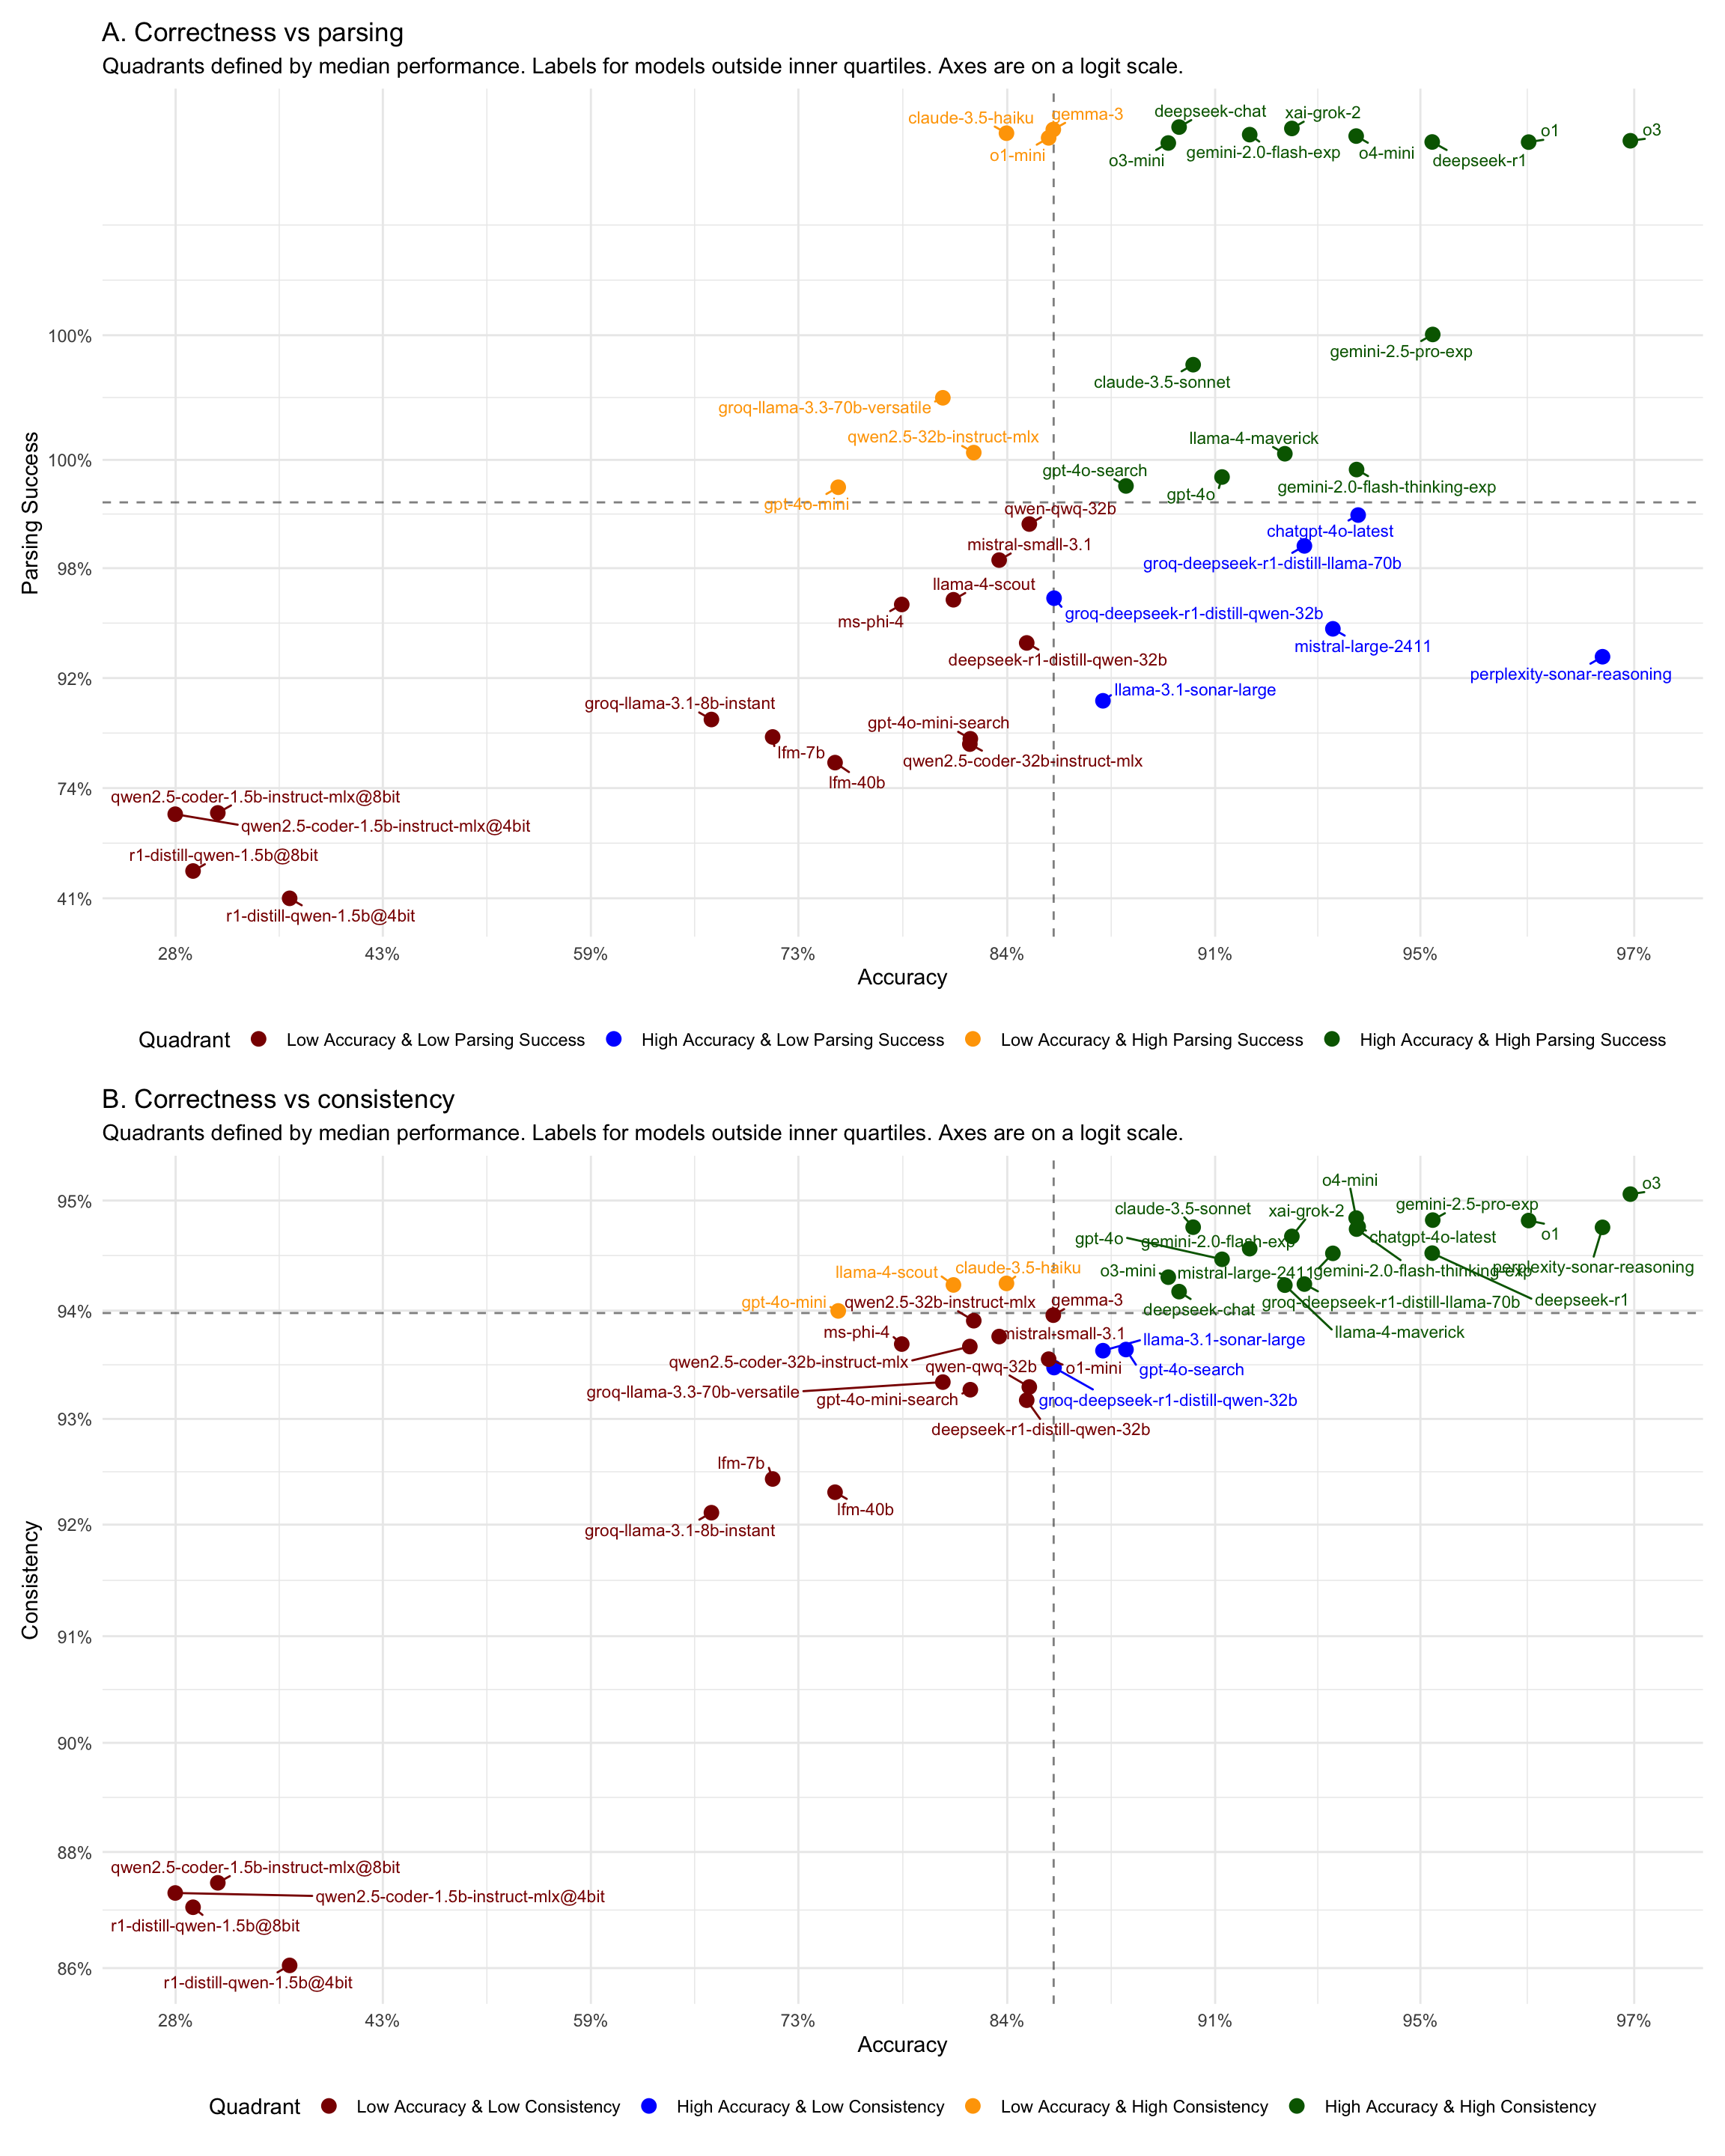 A. Correctness vs parsing
Quadrants defined by median performance. Labels for models outside inner quartiles. Axes are on a logit scale.
claude-3.5-haiku
gemma-3
o1-mini
deepseek-chat
xai-grok-2
o1
o3
o3-mini
gemini-2.0-flash-exp
o4-mini
deepseek-r1
100%
gemini-2.5-pro-exp
claude-3.5-sonnet
groq-llama-3.3-70b-versatile
qwen2.5-32b-instruct-mlx
llama-4-maverick
100%
gpt-4o-search
gpt-4o
gemini-2.0-flash-thinking-exp
gpt-4o-mini
qwen-qwq-32b
chatgpt-4o-latest
mistral-small-3.1
groq-deepseek-r1-distill-llama-70b
98%
llama-4-scout
ms-phi-4
groq-deepseek-r1-distill-qwen-32b
mistral-large-2411
deepseek-r1-distill-qwen-32b
perplexity-sonar-reasoning
92%
llama-3.1-sonar-large
groq-llama-3.1-8b-instant
gpt-4o-mini-search
lfm-7b
qwen2.5-coder-32b-instruct-mlx
lfm-40b
74%
qwen2.5-coder-1.5b-instruct-mlx@8bit
qwen2.5-coder-1.5b-instruct-mlx@4bit
r1-distill-qwen-1.5b@8bit
41%
r1-distill-qwen-1.5b@4bit
Parsing Success
28% 43% 59% 73% 84% 91% 95% 97%
Accuracy
Quadrant Low Accuracy & Low Parsing Success High Accuracy & Low Parsing Success Low Accuracy & High Parsing Success High Accuracy & High Parsing Success
B. Correctness vs consistency
Quadrants defined by median performance. Labels for models outside inner quartiles. Axes are on a logit scale.
o4-mini
o3
95%
claude-3.5-sonnet
xai-grok-2
gemini-2.5-pro-exp
gpt-4o
gemini-2.0-flash-exp
chatgpt-4o-latest
o1
llama-4-scout
claude-3.5-haiku
o3-mini
mistral-large-2411
gemini-2.0-flash-thinking-exp
perplexity-sonar-reasoning
gpt-4o-mini
qwen2.5-32b-instruct-mlx
gemma-3
deepseek-chat
groq-deepseek-r1-distill-llama-70b
deepseek-r1
94%
ms-phi-4
mistral-small-3.1
llama-3.1-sonar-large
llama-4-maverick
qwen2.5-coder-32b-instruct-mlx
qwen-qwq-32b
o1-mini
gpt-4o-search
groq-llama-3.3-70b-versatile
gpt-4o-mini-search
groq-deepseek-r1-distill-qwen-32b
93%
deepseek-r1-distill-qwen-32b
lfm-7b
lfm-40b
92%
groq-llama-3.1-8b-instant
91%
90%
88%
qwen2.5-coder-1.5b-instruct-mlx@8bit
qwen2.5-coder-1.5b-instruct-mlx@4bit
r1-distill-qwen-1.5b@8bit
86%
r1-distill-qwen-1.5b@4bit
Consistency
28% 43% 59% 73% 84% 91% 95% 97%
Accuracy
Quadrant Low Accuracy & Low Consistency High Accuracy & Low Consistency Low Accuracy & High Consistency High Accuracy & High Consistency